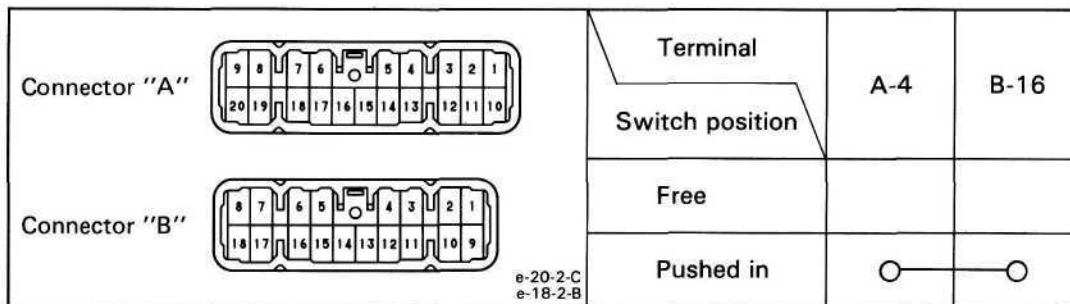 Connector "A"
9 8 7 6 5 4 3 2 1
20 19 18 17 16 15 14 13 12 11 10
Connector "B"
8 7 6 5 4 3 2 1
18 17 16 15 14 13 12 11 10 9
e-20-2-C
e-18-2-B
Terminal
Switch position
A-4 B-16
Free
Pushed in